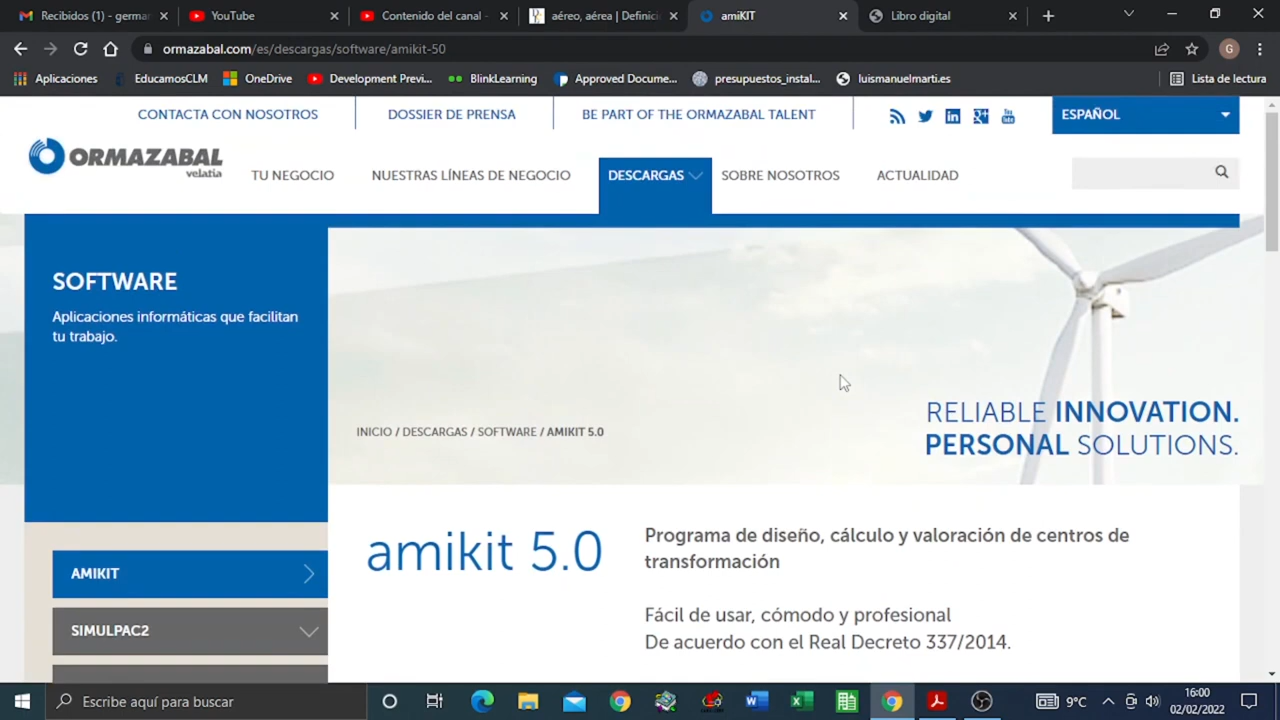 Recibidos (1) - germar
YouTube
Contenido del canal -
aéreo, aérea | Definici
amiKIT
Libro digital
ormazabal.com/es/descargas/software/amikit-50
G
Aplicaciones
EducamosCLM
OneDrive
Development Previ...
BlinkLearning
Approved Docume...
presupuestos_instal...
luismanuelmarti.es
Lista de lectura
CONTACTA CON NOSOTROS
DOSSIER DE PRENSA
BE PART OF THE ORMAZABAL TALENT
ESPAÑOL
ORMAZABAL
velatia
TU NEGOCIO
NUESTRAS LÍNEAS DE NEGOCIO
DESCARGAS
SOBRE NOSOTROS
ACTUALIDAD
SOFTWARE
Aplicaciones informáticas que facilitan
tu trabajo.
RELIABLE INNOVATION.
PERSONAL SOLUTIONS.
INICIO / DESCARGAS / SOFTWARE / AMIKIT 5.0
amikit 5.0
Programa de diseño, cálculo y valoración de centros de
transformación
Fácil de usar, cómodo y profesional
De acuerdo con el Real Decreto 337/2014.
AMIKIT
SIMULPAC2
Escribe aquí para buscar
9°C
16:00
02/02/2022